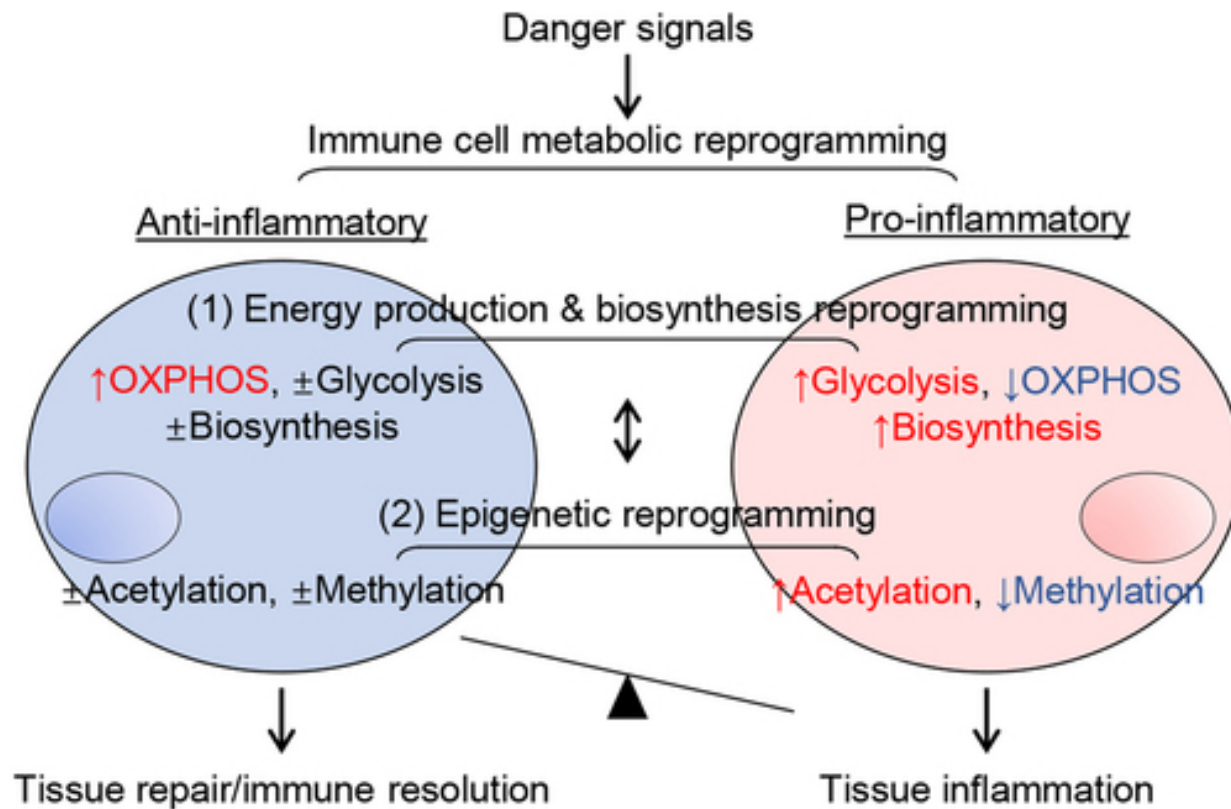 Danger signals
Immune cell metabolic reprogramming
Anti-inflammatory
Pro-inflammatory
(1) Energy production & biosynthesis reprogramming
↑OXPHOS, ±Glycolysis
±Biosynthesis
↑Glycolysis, ↓OXPHOS
↑Biosynthesis
(2) Epigenetic reprogramming
±Acetylation, ±Methylation
↑Acetylation, ↓Methylation
Tissue repair/immune resolution
Tissue inflammation